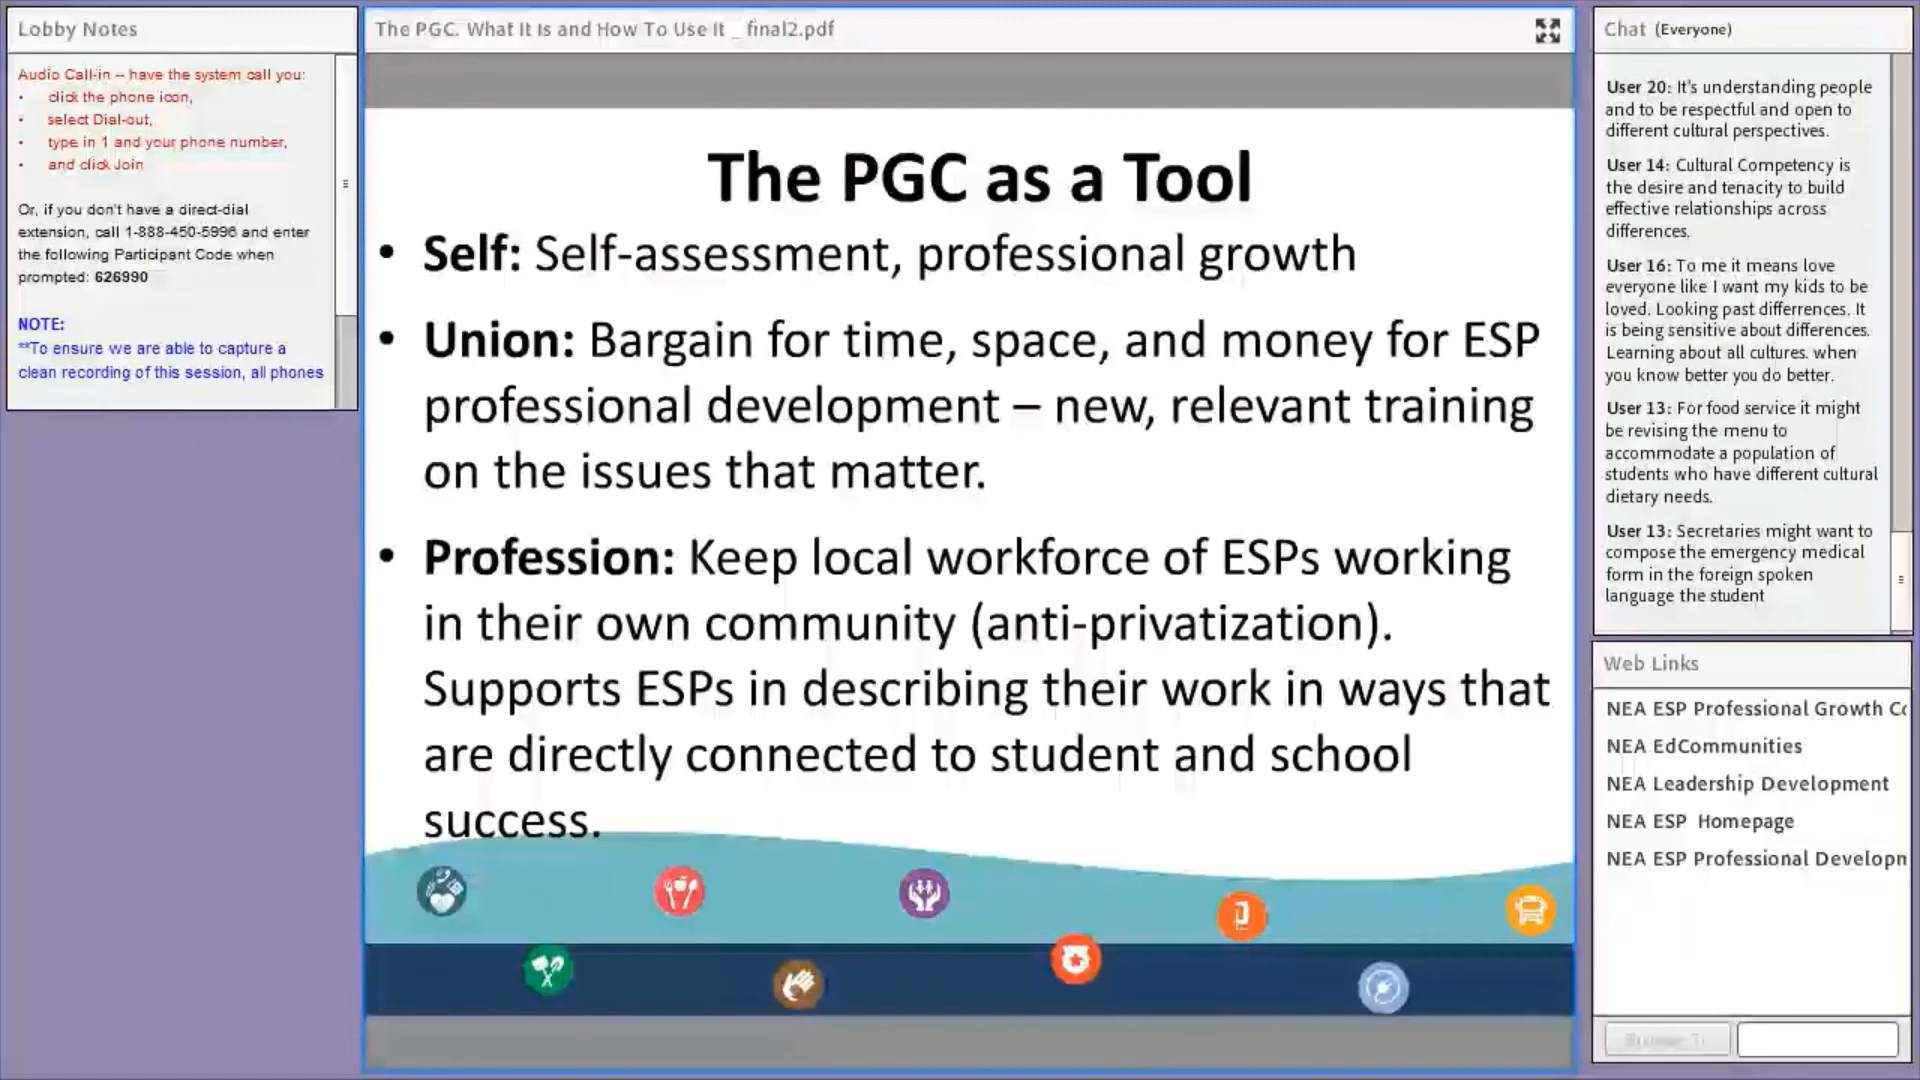 Lobby Notes
Audio Call-in -- have the system call you:
• click the phone icon,
• select Dial-out,
• type in 1 and your phone number,
• and click Join
Or, if you don't have a direct-dial
extension, call 1-888-450-5996 and enter
the following Participant Code when
prompted: 626990
NOTE:
**To ensure we are able to capture a
clean recording of this session, all phones
The PGC. What It Is and How To Use It _ final2.pdf
The PGC as a Tool
• Self: Self-assessment, professional growth
• Union: Bargain for time, space, and money for ESP
professional development – new, relevant training
on the issues that matter.
• Profession: Keep local workforce of ESPs working
in their own community (anti-privatization).
Supports ESPs in describing their work in ways that
are directly connected to student and school
success.
Chat (Everyone)
User 20: It's understanding people
and to be respectful and open to
different cultural perspectives.
User 14: Cultural Competency is
the desire and tenacity to build
effective relationships across
differences.
User 16: To me it means love
everyone like I want my kids to be
loved. Looking past differrences. It
is being sensitive about differences.
Learning about all cultures. when
you know better you do better.
User 13: For food service it might
be revising the menu to
accommodate a population of
students who have different cultural
dietary needs.
User 13: Secretaries might want to
compose the emergency medical
form in the foreign spoken
language the student
Web Links
NEA ESP Professional Growth Co
NEA EdCommunities
NEA Leadership Development
NEA ESP Homepage
NEA ESP Professional Developm
Browse To